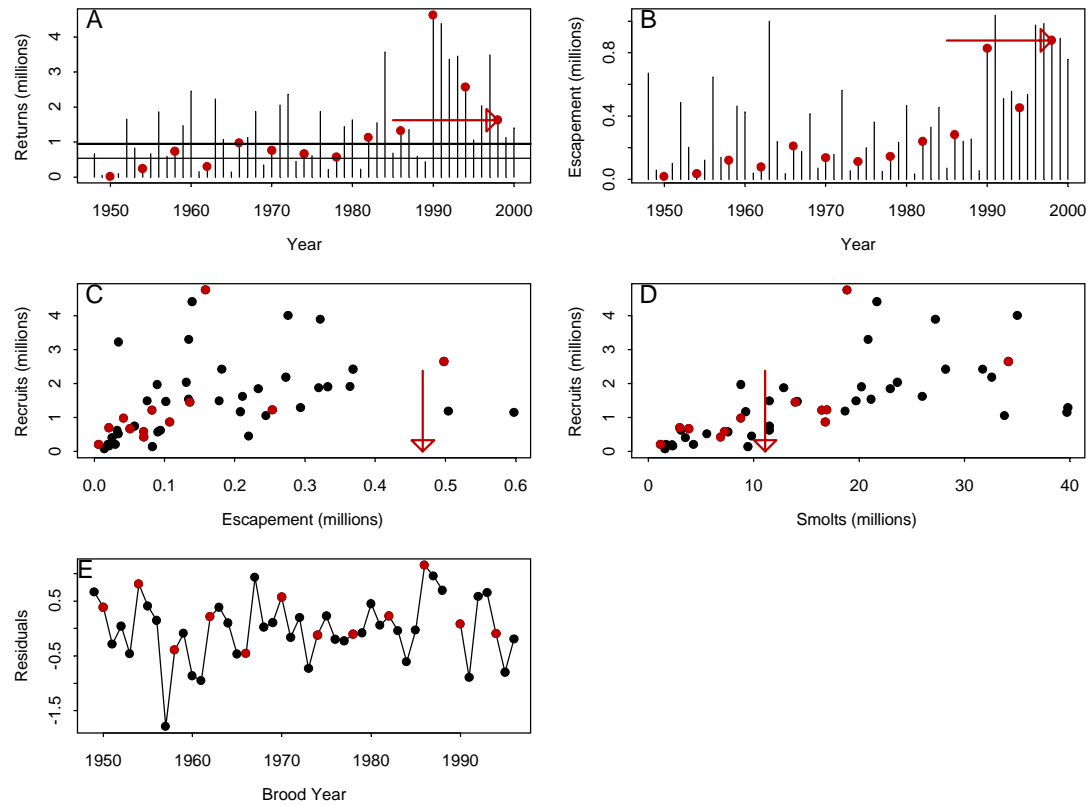 A
Returns (millions)
4
3
2
1
0
1950 1960 1970 1980 1990 2000
Year
B
Escapement (millions)
0.8
0.4
0.0
1950 1960 1970 1980 1990 2000
Year
C
Recruits (millions)
4
3
2
1
0
0.0 0.1 0.2 0.3 0.4 0.5 0.6
Escapement (millions)
D
Recruits (millions)
4
3
2
1
0
0 10 20 30 40
Smolts (millions)
E
Residuals
0.5
-0.5
-1.5
1950 1960 1970 1980 1990
Brood Year